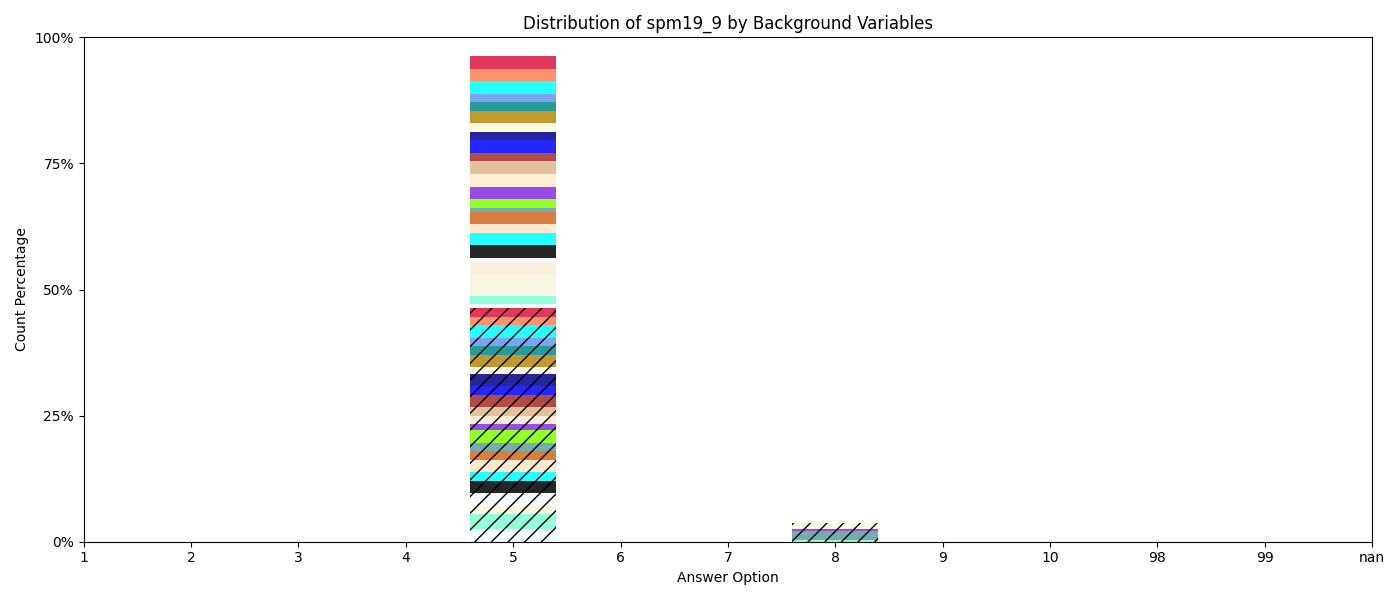 Distribution of spm19_9 by Background Variables
100%
75%
50%
25%
0%
Count Percentage
1 2 3 4 5 6 7 8 9 10 98 99 nan
Answer Option